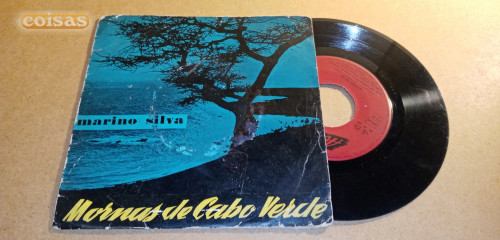 coisas
marino silva
Mornas de Cabo Verde